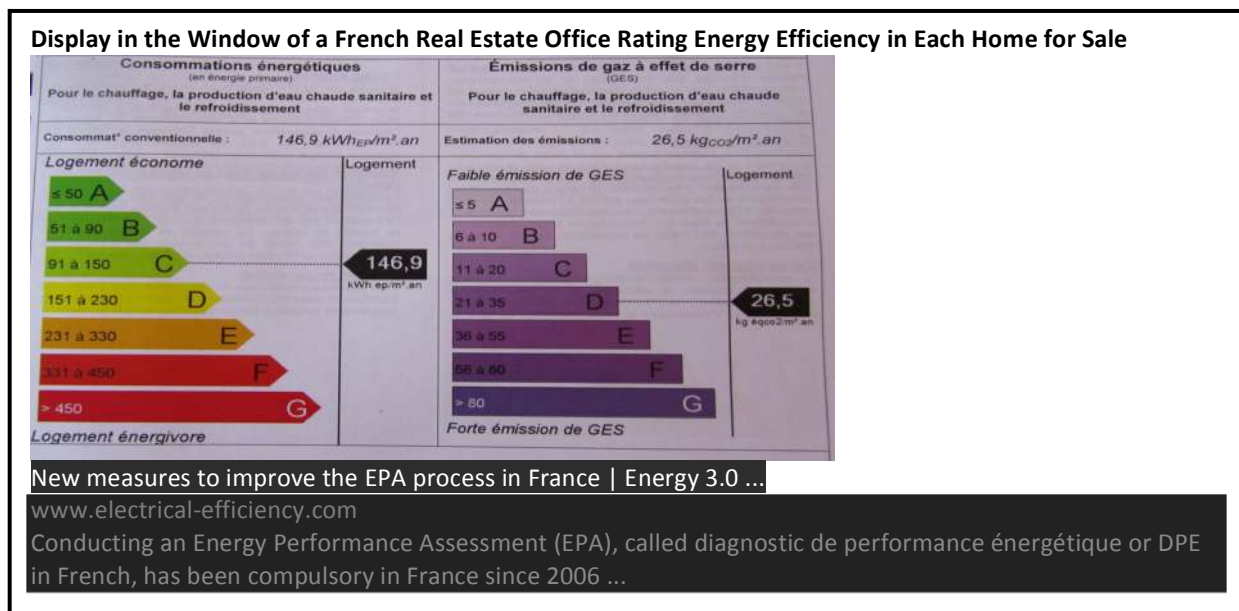 Display in the Window of a French Real Estate Office Rating Energy Efficiency in Each Home for Sale
Consommations énergétiques
(en énergie primaire)
Pour le chauffage, la production d'eau chaude sanitaire et
le refroidissement
Consommat° conventionnelle : 146,9 kWhEP/m².an
Logement économe Logement
≤ 50 A
51 à 90 B
91 à 150 C 146,9
kWh ep/m².an
151 à 230 D
231 à 330 E
331 à 450 F
> 450 G
Logement énergivore
Émissions de gaz à effet de serre
(GES)
Pour le chauffage, la production d'eau chaude
sanitaire et le refroidissement
Estimation des émissions : 26,5 kgCO2/m².an
Faible émission de GES Logement
≤ 5 A
6 à 10 B
11 à 20 C
21 à 35 D 26,5
kg éqco2/m².an
36 à 55 E
56 à 80 F
> 80 G
Forte émission de GES
New measures to improve the EPA process in France | Energy 3.0 ...
www.electrical-efficiency.com
Conducting an Energy Performance Assessment (EPA), called diagnostic de performance énergétique or DPE
in French, has been compulsory in France since 2006 ...